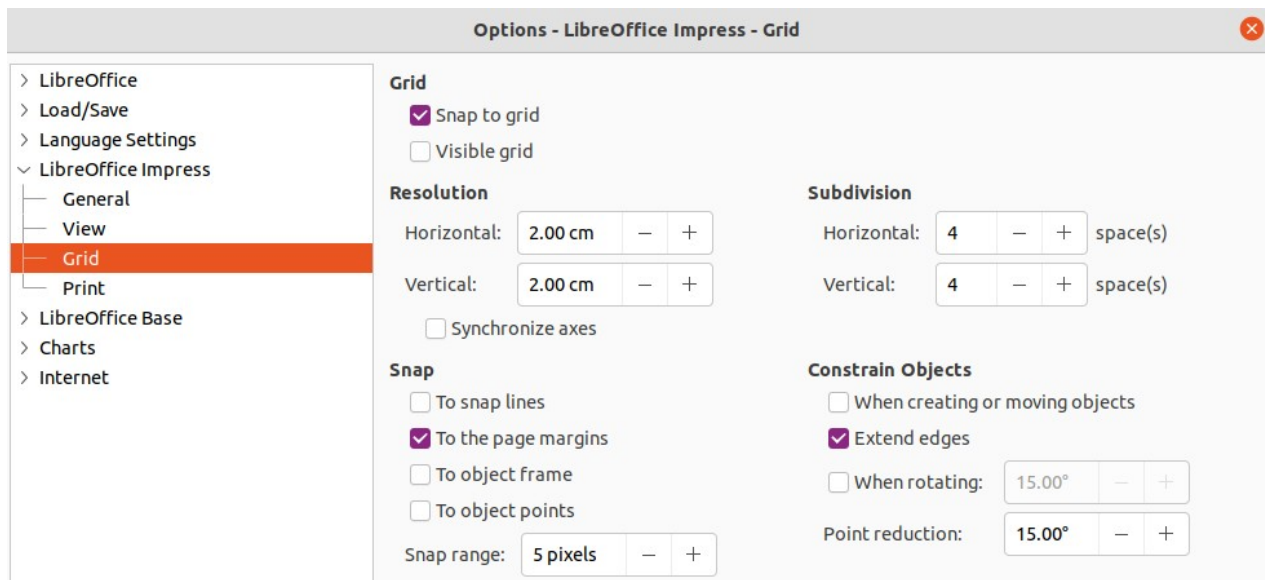 Options - LibreOffice Impress - Grid
LibreOffice
Load/Save
Language Settings
LibreOffice Impress
General
View
Grid
Print
LibreOffice Base
Charts
Internet
Grid
Snap to grid
Visible grid
Resolution
Horizontal: 2.00 cm − +
Vertical: 2.00 cm − +
Synchronize axes
Subdivision
Horizontal: 4 − + space(s)
Vertical: 4 − + space(s)
Snap
To snap lines
To the page margins
To object frame
To object points
Snap range: 5 pixels − +
Constrain Objects
When creating or moving objects
Extend edges
When rotating: 15.00° − +
Point reduction: 15.00° − +